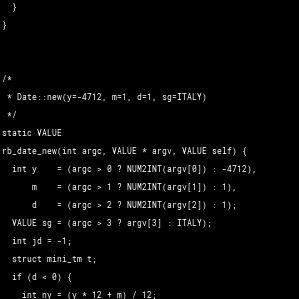 }
}
/*
* Date::new(y=-4712, m=1, d=1, sg=ITALY)
*/
static VALUE
rb_date_new(int argc, VALUE * argv, VALUE self) {
int y = (argc > 0 ? NUM2INT(argv[0]) : -4712),
m = (argc > 1 ? NUM2INT(argv[1]) : 1),
d = (argc > 2 ? NUM2INT(argv[2]) : 1);
VALUE sg = (argc > 3 ? argv[3] : ITALY);
int jd = -1;
struct mini_tm t;
if (d < 0) {
int ny = (y * 12 + m) / 12;